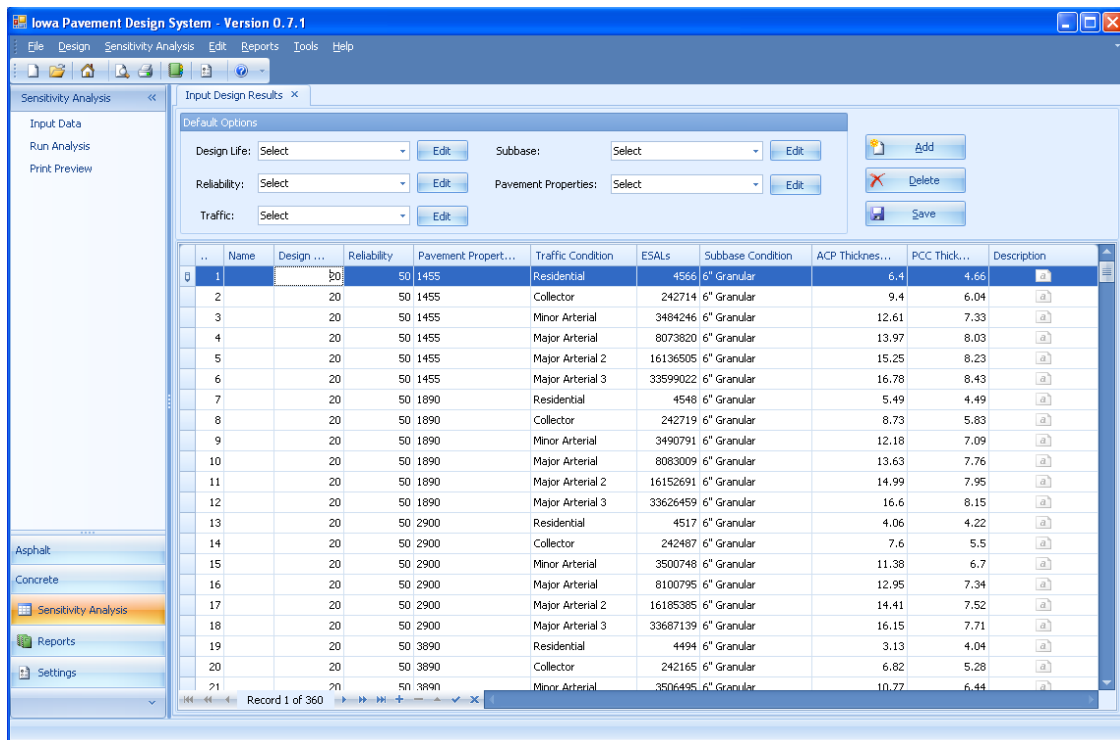 Iowa Pavement Design System - Version 0.7.1
File Design Sensitivity Analysis Edit Reports Tools Help
Sensitivity Analysis «
Input Data
Run Analysis
Print Preview
Asphalt
Concrete
Sensitivity Analysis
Reports
Settings
Input Design Results ×
Default Options
Design Life: Select Edit Subbase: Select Edit
Reliability: Select Edit Pavement Properties: Select Edit
Traffic: Select Edit
Add
Delete
Save
.. Name Design ... Reliability Pavement Propert... Traffic Condition ESALs Subbase Condition ACP Thicknes... PCC Thick... Description
1 20 50 1455 Residential 4566 6" Granular 6.4 4.66 a
2 20 50 1455 Collector 242714 6" Granular 9.4 6.04 a
3 20 50 1455 Minor Arterial 3484246 6" Granular 12.61 7.33 a
4 20 50 1455 Major Arterial 8073820 6" Granular 13.97 8.03 a
5 20 50 1455 Major Arterial 2 16136505 6" Granular 15.25 8.23 a
6 20 50 1455 Major Arterial 3 33599022 6" Granular 16.78 8.43 a
7 20 50 1890 Residential 4548 6" Granular 5.49 4.49 a
8 20 50 1890 Collector 242719 6" Granular 8.73 5.83 a
9 20 50 1890 Minor Arterial 3490791 6" Granular 12.18 7.09 a
10 20 50 1890 Major Arterial 8083009 6" Granular 13.63 7.76 a
11 20 50 1890 Major Arterial 2 16152691 6" Granular 14.99 7.95 a
12 20 50 1890 Major Arterial 3 33626459 6" Granular 16.6 8.15 a
13 20 50 2900 Residential 4517 6" Granular 4.06 4.22 a
14 20 50 2900 Collector 242487 6" Granular 7.6 5.5 a
15 20 50 2900 Minor Arterial 3500748 6" Granular 11.38 6.7 a
16 20 50 2900 Major Arterial 8100795 6" Granular 12.95 7.34 a
17 20 50 2900 Major Arterial 2 16185385 6" Granular 14.41 7.52 a
18 20 50 2900 Major Arterial 3 33687139 6" Granular 16.15 7.71 a
19 20 50 3890 Residential 4494 6" Granular 3.13 4.04 a
20 20 50 3890 Collector 242165 6" Granular 6.82 5.28 a
21 20 50 3890 Minor Arterial 3506495 6" Granular 10.77 6.44 a
Record 1 of 360